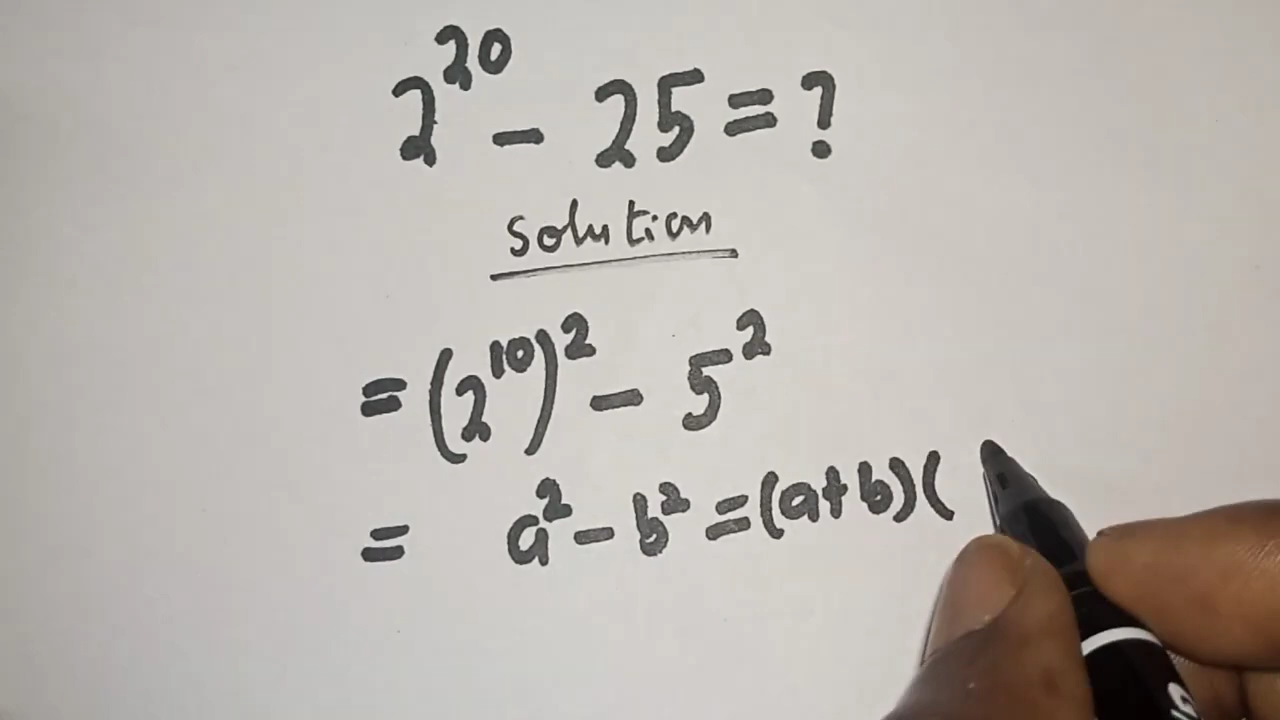 2^20 - 25 = ?
Solution
= (2^10)^2 - 5^2
= a^2 - b^2 = (a+b)(